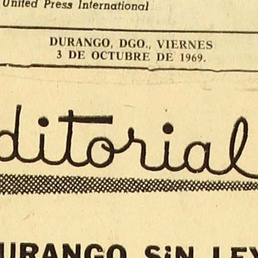 United Press International
DURANGO, DGO., VIERNES
3 DE OCTUBRE DE 1969.
ditorial
DURANGO SiN LEY